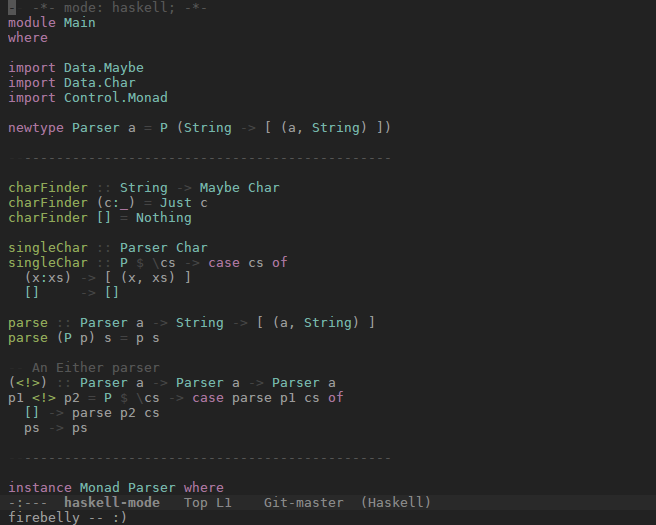 -- -*- mode: haskell; -*-
module Main
where
import Data.Maybe
import Data.Char
import Control.Monad
newtype Parser a = P (String -> [ (a, String) ])
------------------------------------------------
charFinder :: String -> Maybe Char
charFinder (c:_) = Just c
charFinder [] = Nothing
singleChar :: Parser Char
singleChar :: P $ \cs -> case cs of
  (x:xs) -> [ (x, xs) ]
  []     -> []
parse :: Parser a -> String -> [ (a, String) ]
parse (P p) s = p s
-- An Either parser
(<!>) :: Parser a -> Parser a -> Parser a
p1 <!> p2 = P $ \cs -> case parse p1 cs of
  [] -> parse p2 cs
  ps -> ps
------------------------------------------------
instance Monad Parser where
-:---  haskell-mode   Top L1    Git-master  (Haskell)
firebelly -- :)